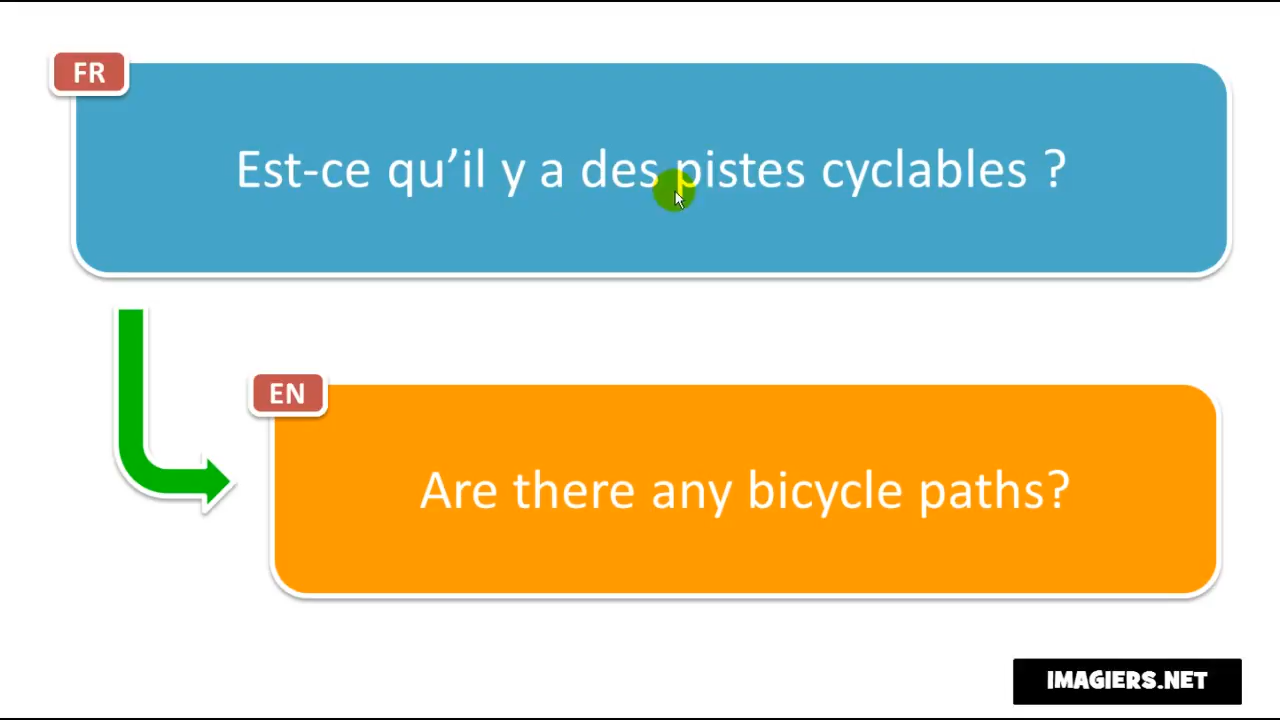 FR
Est-ce qu’il y a des pistes cyclables ?
EN
Are there any bicycle paths?
IMAGIERS.NET